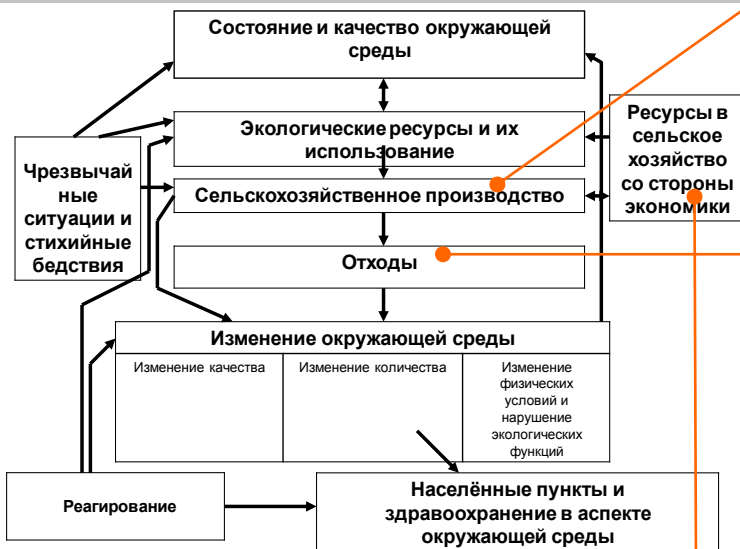 Состояние и качество окружающей
среды
Экологические ресурсы и их
использование
Ресурсы в
сельское
хозяйство
со стороны
экономики
Чрезвычай
ные
ситуации и
стихийные
бедствия
Сельскохозяйственное производство
Отходы
Изменение окружающей среды
Изменение качества
Изменение количества
Изменение
физических
условий и
нарушение
экологических
функций
Реагирование
Населённые пункты и
здравоохранение в аспекте
окружающей среды